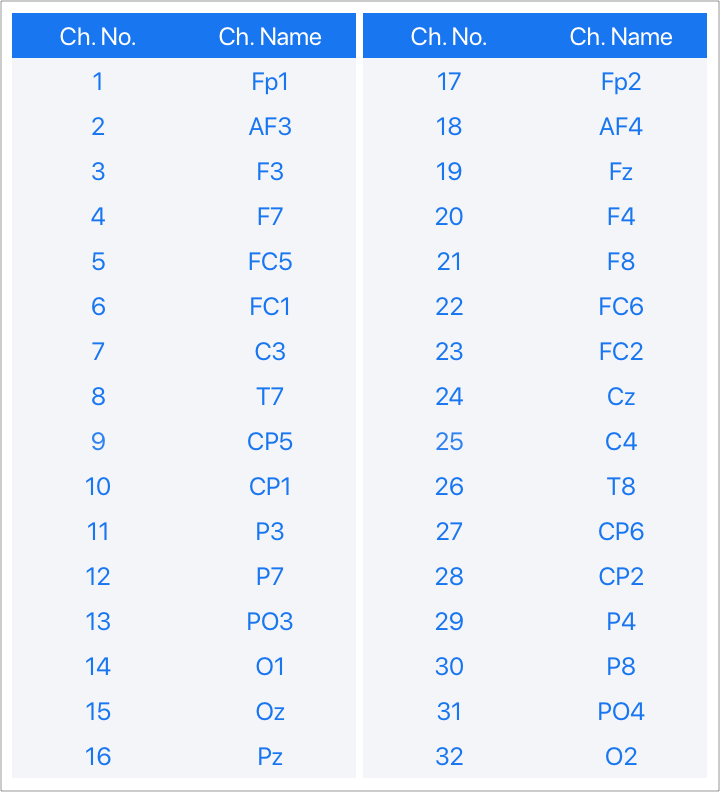 Ch. No. Ch. Name Ch. No. Ch. Name
1 Fp1 17 Fp2
2 AF3 18 AF4
3 F3 19 Fz
4 F7 20 F4
5 FC5 21 F8
6 FC1 22 FC6
7 C3 23 FC2
8 T7 24 Cz
9 CP5 25 C4
10 CP1 26 T8
11 P3 27 CP6
12 P7 28 CP2
13 PO3 29 P4
14 O1 30 P8
15 Oz 31 PO4
16 Pz 32 O2